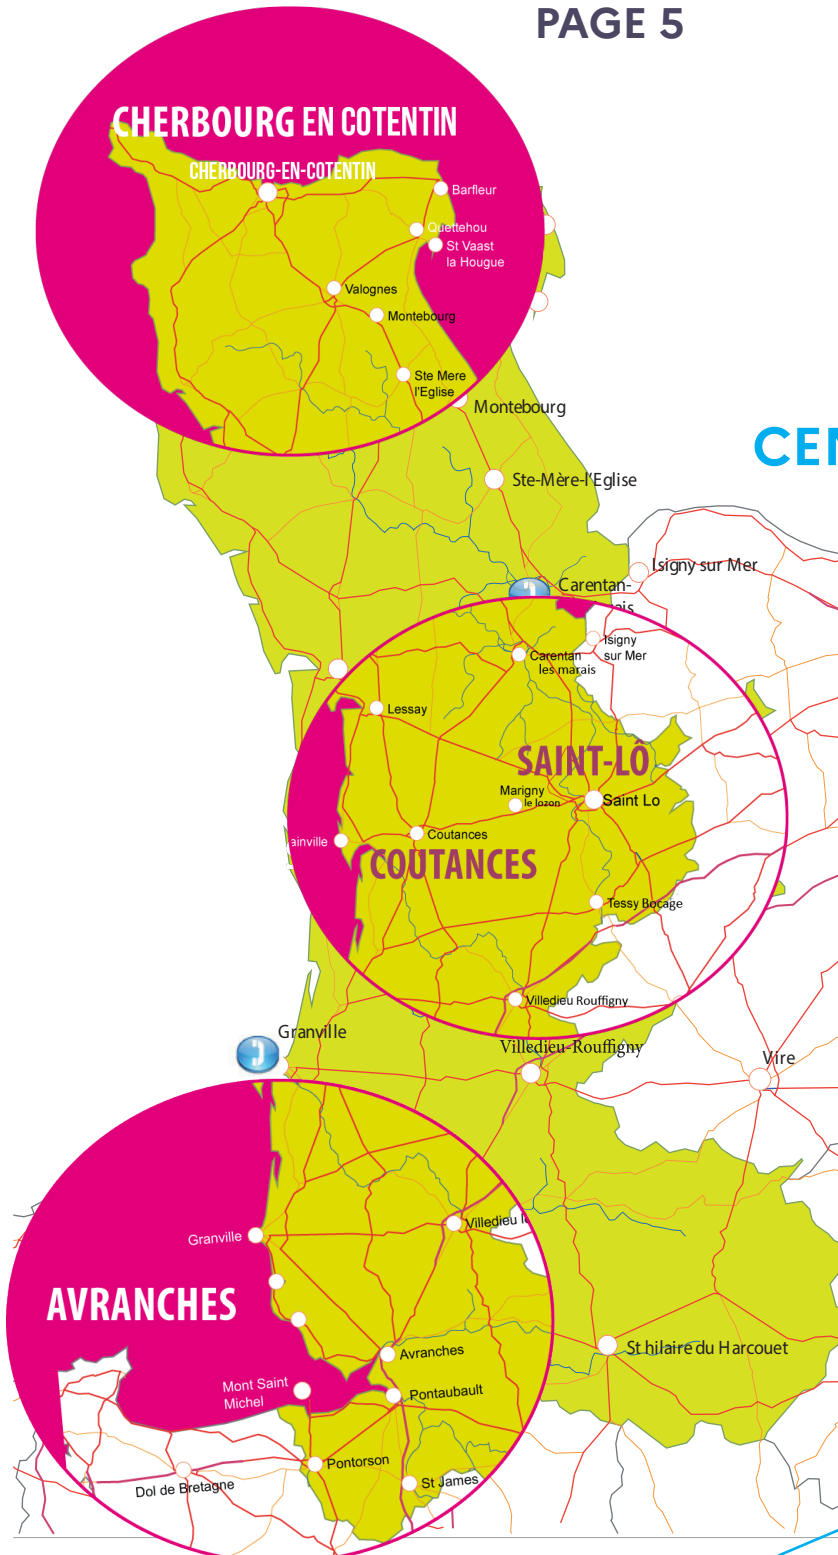 PAGE 5
CHERBOURG EN COTENTIN
CHERBOURG-EN-COTENTIN
Barfleur
Quettehou
St Vaast
la Hougue
Valognes
Montebourg
Ste Mere
l'Eglise
Montebourg
CEN
Ste-Mère-l'Eglise
Isigny sur Mer
Carentan-
ais
Isigny
sur Mer
Carentan
les marais
Lessay
SAINT-LÔ
Marigny
le lozon
Saint Lo
ainville
Coutances
COUTANCES
Tessy Bocage
Villedieu Rouffigny
Granville
Villedieu-Rouffigny
Vire
Villedieu l
Granville
AVRANCHES
Avranches
St hilaire du Harcouet
Mont Saint
Michel
Pontaubault
Pontorson
St James
Dol de Bretagne